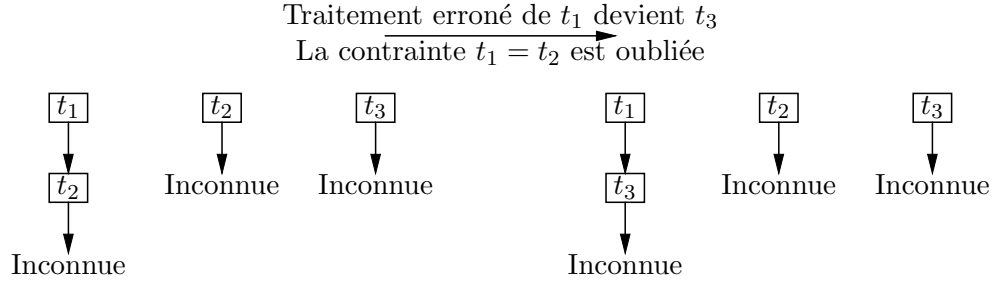 Traitement erroné de t₁ devient t₃
La contrainte t₁ = t₂ est oubliée
t₁ t₂ t₃ t₁ t₂ t₃
t₂ Inconnue Inconnue t₃ Inconnue Inconnue
Inconnue Inconnue